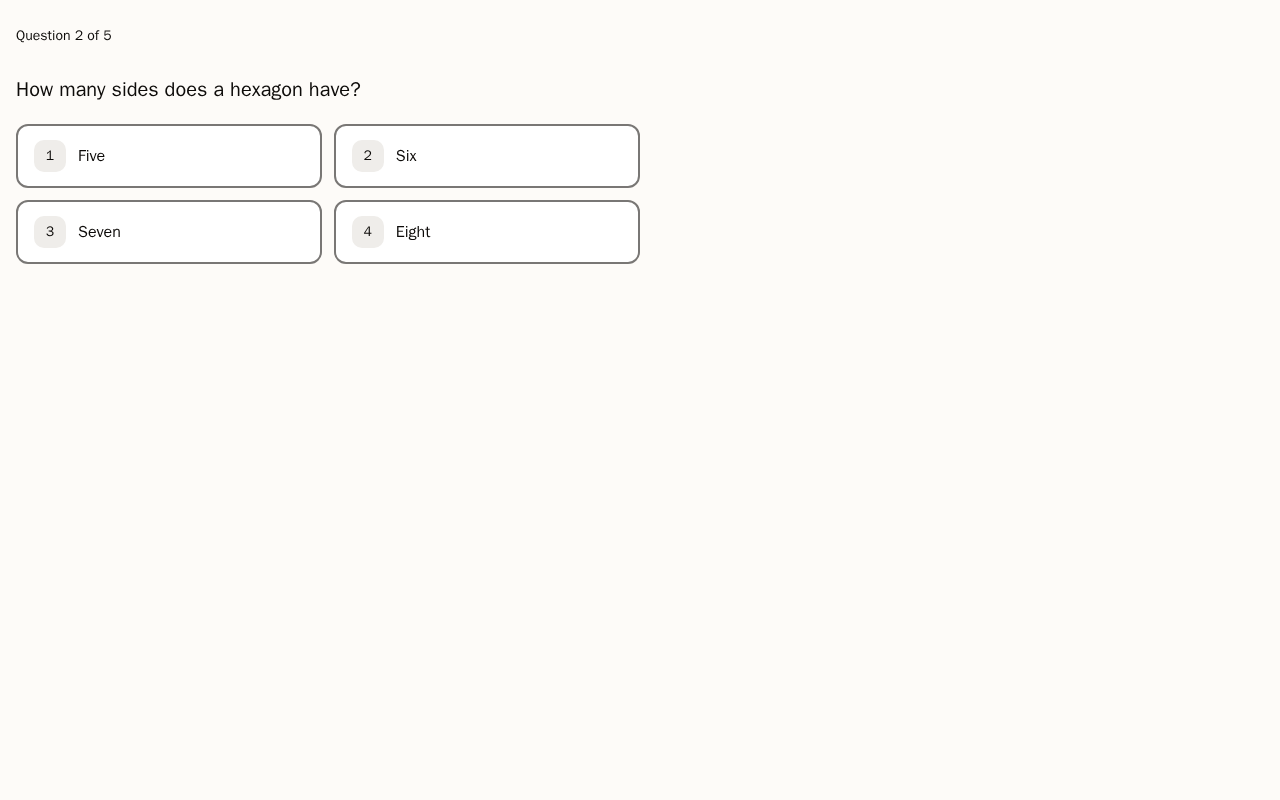 Question 2 of 5
How many sides does a hexagon have?
1 Five
2 Six
3 Seven
4 Eight